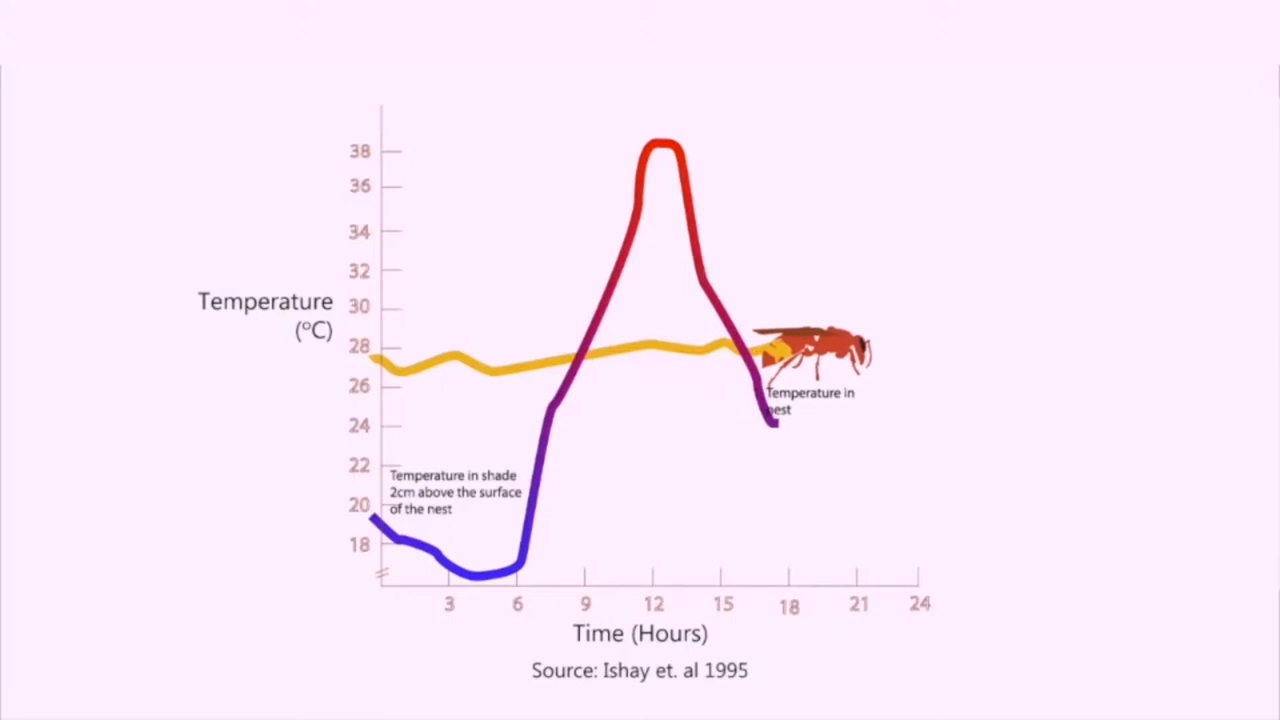 38
36
34
32
Temperature
(°C)
30
28
26
24
22
20
18
Temperature in
nest
Temperature in shade
2cm above the surface
of the nest
3 6 9 12 15 18 21 24
Time (Hours)
Source: Ishay et. al 1995